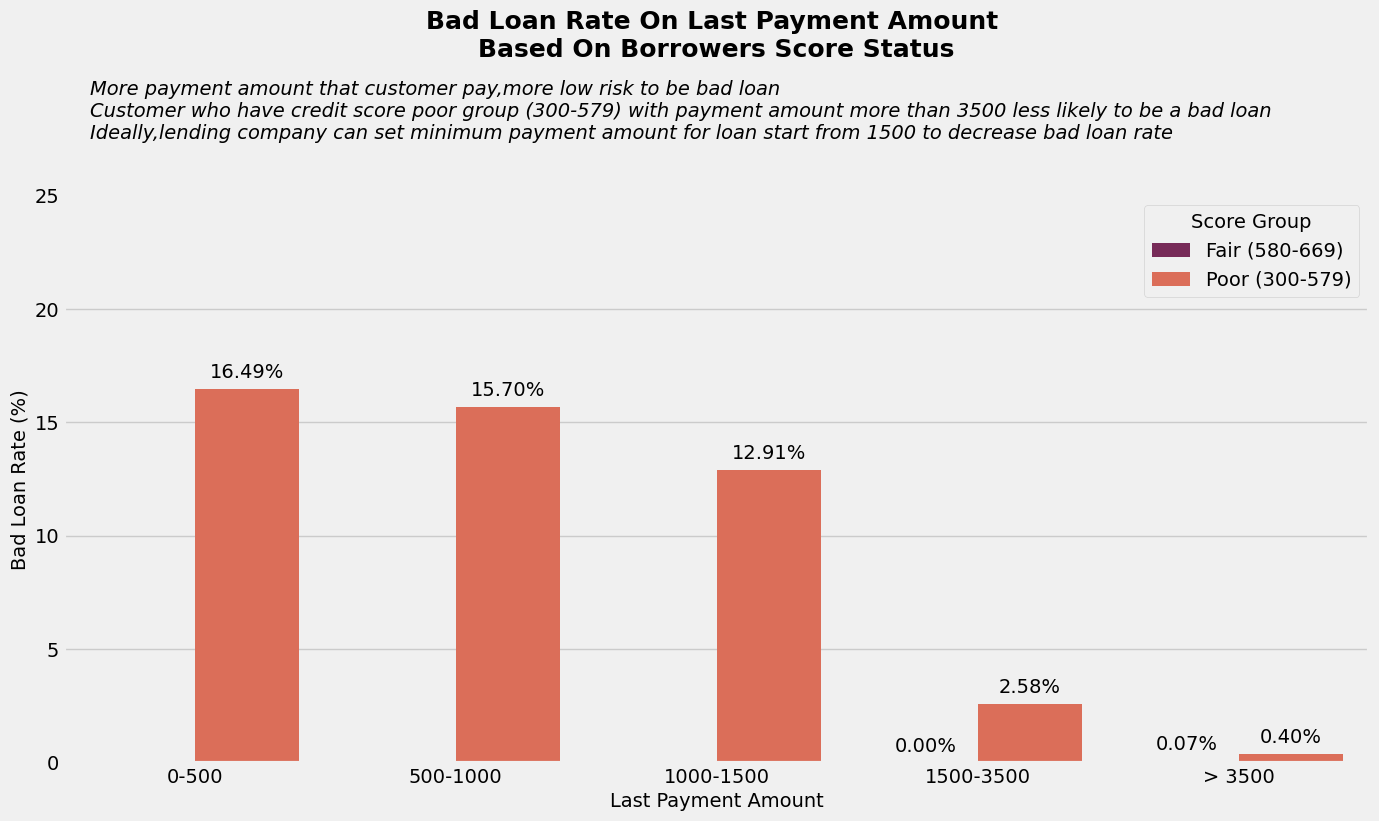 Bad Loan Rate On Last Payment Amount
Based On Borrowers Score Status
More payment amount that customer pay,more low risk to be bad loan
Customer who have credit score poor group (300-579) with payment amount more than 3500 less likely to be a bad loan
Ideally,lending company can set minimum payment amount for loan start from 1500 to decrease bad loan rate
25
20
15
10
5
0
Bad Loan Rate (%)
Score Group
Fair (580-669)
Poor (300-579)
16.49%
15.70%
12.91%
0.00%
2.58%
0.07%
0.40%
0-500
500-1000
1000-1500
1500-3500
> 3500
Last Payment Amount